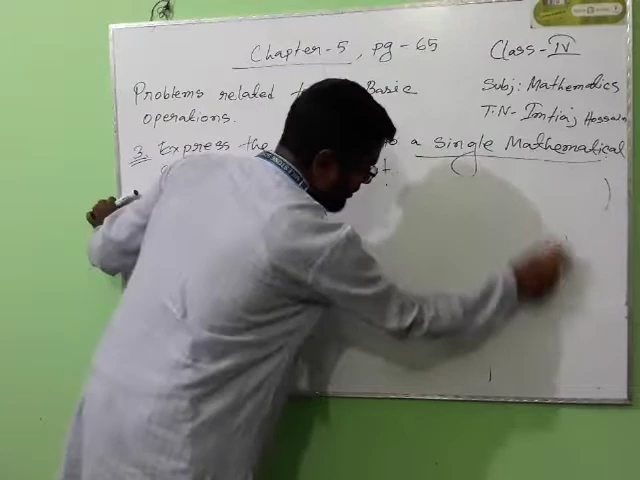 Chapter-5, pg-65
Class-IV
Problems related Basic
Subj: Mathematics
operations.
T.N- Imtiaj Hossain
3. Express the a single Mathematical